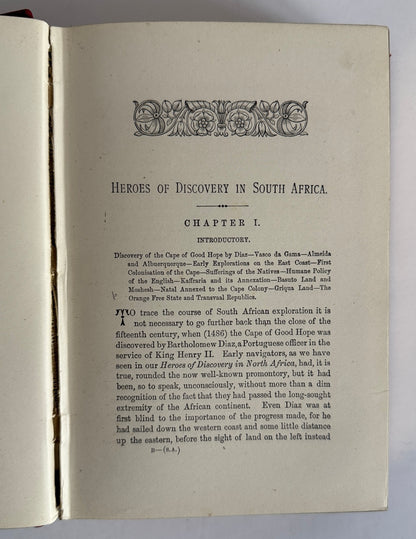 HEROES OF DISCOVERY IN SOUTH AFRICA.
CHAPTER I.
INTRODUCTORY.
Discovery of the Cape of Good Hope by Diaz—Vasco da Gama—Almeida
and Albuerquerque—Early Explorations on the East Coast—First
Colonisation of the Cape—Sufferings of the Natives—Humane Policy
of the English—Kaffraria and its Annexation—Basuto Land and
Moshesh—Natal Annexed to the Cape Colony—Griqua Land—The
Orange Free State and Transvaal Republics.
TO trace the course of South African exploration it is
not necessary to go further back than the close of the
fifteenth century, when (1486) the Cape of Good Hope was
discovered by Bartholomew Diaz, a Portuguese officer in the
service of King Henry II. Early navigators, as we have
seen in our Heroes of Discovery in North Africa, had, it is
true, rounded the now well-known promontory, but it had
been, so to speak, unconsciously, without more than a dim
recognition of the fact that they had passed the long-sought
extremity of the African continent. Even Diaz was at
first blind to the importance of the progress made, for he
had sailed down the western coast and some little distance
up the eastern, before the sight of land on the left instead
B—(S.A.)